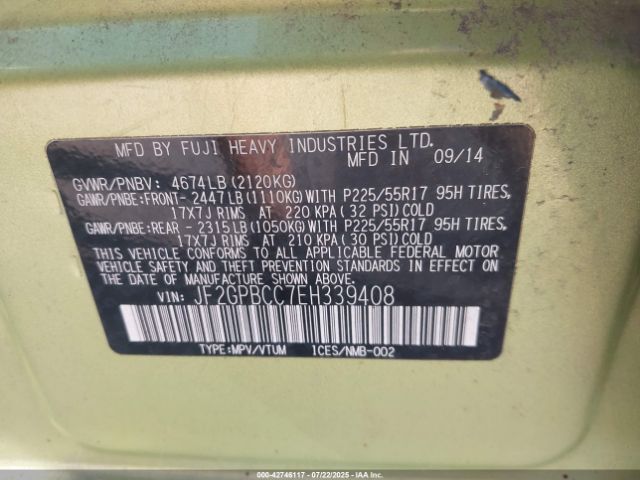 MFD BY FUJI HEAVY INDUSTRIES LTD.
MFD IN 09/14
GVWR/PNBV: 4674LB(2120KG)
GAWR/PNBE:FRONT-2447LB(1110KG)WITH P225/55R17 95H TIRES,
17X7J RIMS AT 220 KPA(32 PSI)COLD
GAWR/PNBE:REAR -2315LB(1050KG)WITH P225/55R17 95H TIRES,
17X7J RIMS AT 210 KPA(30 PSI)COLD
THIS VEHICLE CONFORMS TO ALL APPLICABLE FEDERAL MOTOR
VEHICLE SAFETY AND THEFT PREVENTION STANDARDS IN EFFECT ON
THE DATE OF MANUFACTURE SHOWN ABOVE.
VIN: JF2GPBCC7EH339408
TYPE:MPV/VTUM ICES/NMB-002
000-42746117 · 07/22/2025 · IAAI.COM